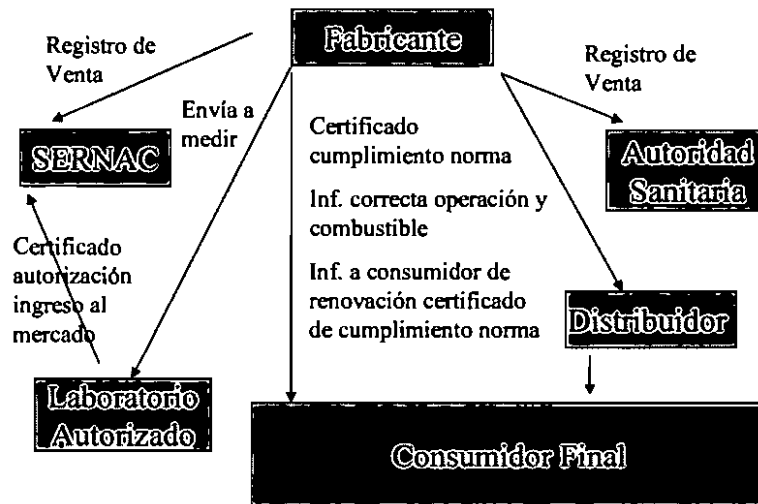 Fabricante
Registro de
Venta
Registro de
Venta
Envía a
medir
SERNAC
Certificado
cumplimiento norma
Autoridad
Sanitaria
Inf. correcta operación y
combustible
Certificado
autorización
ingreso al
mercado
Inf. a consumidor de
renovación certificado
de cumplimiento norma
Distribuidor
Laboratorio
Autorizado
Consumidor Final